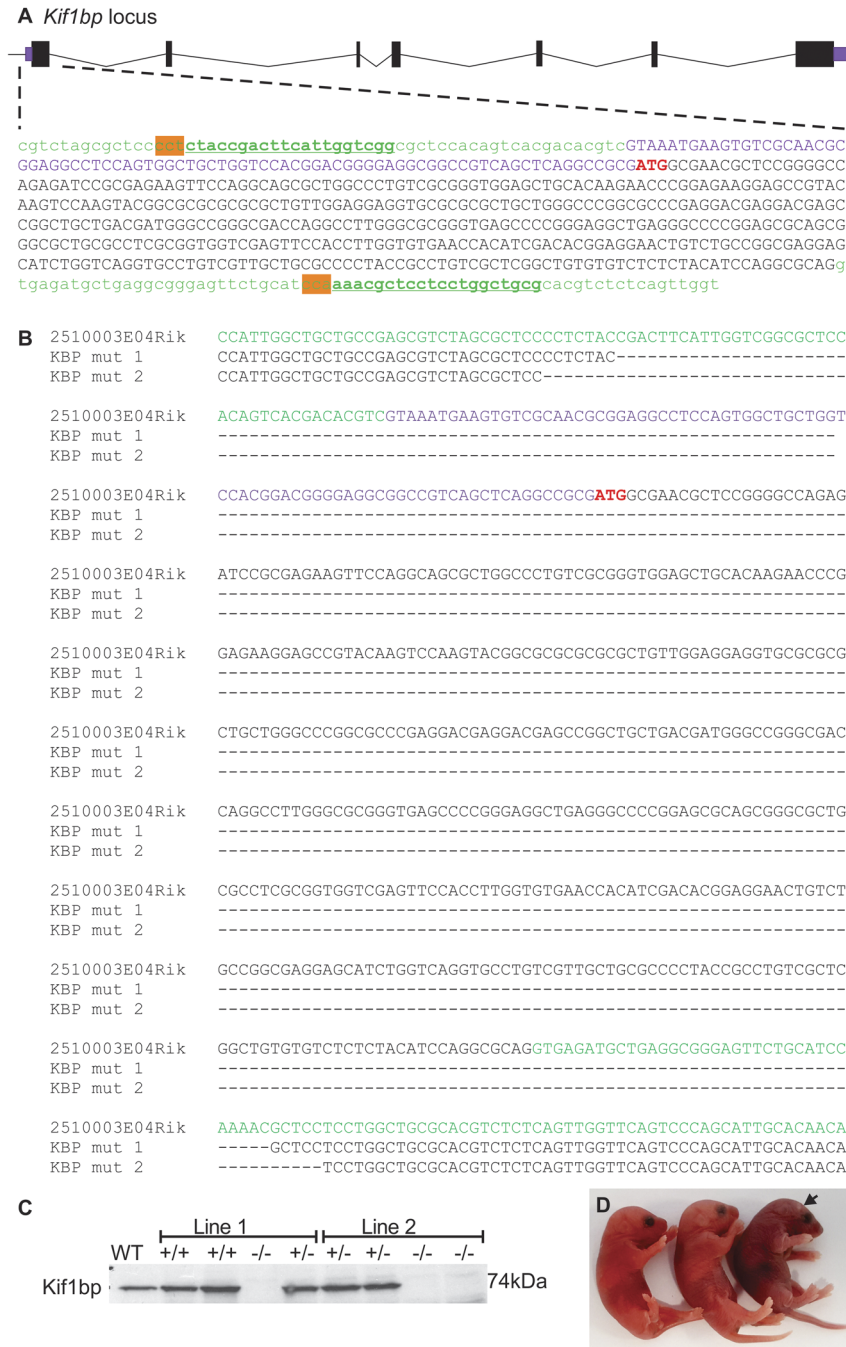 A Kif1bp locus
cgtctagcgctcccctctaccgacttcattggtcggcgctccacagtcacgacacgtcGTAAATGAAGTGTCGCAACGC
GGAGGCCTCCAGTGGCTGCTGGTCCACGGACGGGGAGGCGGCCGTCAGCTCAGGCCGCGATGGCGAACGCTCCGGGGCC
AGAGATCCGCGAGAAGTTCCAGGCAGCGCTGGCCCTGTCGCGGGTGGAGCTGCACAAGAACCCGGAGAAGGAGCCGTAC
AAGTCCAAGTACGGCGCGCGCGCGCTGTTGGAGGAGGTGCGCGCGCTGCTGGGCCCGGCGCCCGAGGACGAGGACGAGC
CGGCTGCTGACGATGGGCCGGGCGACCAGGCCTTGGGCGCGGGTGAGCCCCGGGAGGCTGAGGGCCCCGGAGCGCAGCG
GGCGCTGCGCCTCGCGGTGGTCGAGTTCCACCTTGGTGTGAACCACATCGACACGGAGGAACTGTCTGCCGGCGAGGAG
CATCTGGTCAGGTGCCTGTCGTTGCTGCGCCCCTACCGCCTGTCGCTCGGCTGTGTGTCTCTCTACATCCAGGCGCAGg
tgagatgctgaggcgggagttctgcatccaaaacgctcctcctggctgcgcacgtctctcagttggt
B 2510003E04Rik CCATTGGCTGCTGCCGAGCGTCTAGCGCTCCCCTCTACCGACTTCATTGGTCGGCGCTCC
KBP mut 1 CCATTGGCTGCTGCCGAGCGTCTAGCGCTCCCCTCTAC----------------------
KBP mut 2 CCATTGGCTGCTGCCGAGCGTCTAGCGCTCC-----------------------------
2510003E04Rik ACAGTCACGACACGTCGTAAATGAAGTGTCGCAACGCGGAGGCCTCCAGTGGCTGCTGGT
KBP mut 1 -----------------------------------------------------------
KBP mut 2 -----------------------------------------------------------
2510003E04Rik CCACGGACGGGGAGGCGGCCGTCAGCTCAGGCCGCGATGGCGAACGCTCCGGGGCCAGAG
KBP mut 1 ------------------------------------------------------------
KBP mut 2 ------------------------------------------------------------
2510003E04Rik ATCCGCGAGAAGTTCCAGGCAGCGCTGGCCCTGTCGCGGGTGGAGCTGCACAAGAACCCG
KBP mut 1 ------------------------------------------------------------
KBP mut 2 ------------------------------------------------------------
2510003E04Rik GAGAAGGAGCCGTACAAGTCCAAGTACGGCGCGCGCGCGCTGTTGGAGGAGGTGCGCGCG
KBP mut 1 ------------------------------------------------------------
KBP mut 2 ------------------------------------------------------------
2510003E04Rik CTGCTGGGCCCGGCGCCCGAGGACGAGGACGAGCCGGCTGCTGACGATGGGCCGGGCGAC
KBP mut 1 ------------------------------------------------------------
KBP mut 2 ------------------------------------------------------------
2510003E04Rik CAGGCCTTGGGCGCGGGTGAGCCCCGGGAGGCTGAGGGCCCCGGAGCGCAGCGGGCGCTG
KBP mut 1 ------------------------------------------------------------
KBP mut 2 ------------------------------------------------------------
2510003E04Rik CGCCTCGCGGTGGTCGAGTTCCACCTTGGTGTGAACCACATCGACACGGAGGAACTGTCT
KBP mut 1 ------------------------------------------------------------
KBP mut 2 ------------------------------------------------------------
2510003E04Rik GCCGGCGAGGAGCATCTGGTCAGGTGCCTGTCGTTGCTGCGCCCCTACCGCCTGTCGCTC
KBP mut 1 ------------------------------------------------------------
KBP mut 2 ------------------------------------------------------------
2510003E04Rik GGCTGTGTGTCTCTCTACATCCAGGCGCAGGTGAGATGCTGAGGCGGGAGTTCTGCATCC
KBP mut 1 ------------------------------------------------------------
KBP mut 2 ------------------------------------------------------------
2510003E04Rik AAAACGCTCCTCCTGGCTGCGCACGTCTCTCAGTTGGTTCAGTCCCAGCATTGCACAACA
KBP mut 1 -----GCTCCTCCTGGCTGCGCACGTCTCTCAGTTGGTTCAGTCCCAGCATTGCACAACA
KBP mut 2 ----------TCCTGGCTGCGCACGTCTCTCAGTTGGTTCAGTCCCAGCATTGCACAACA
C
Line 1 Line 2
WT +/+ +/+ -/- +/- +/- +/- -/- -/-
Kif1bp 74kDa
D